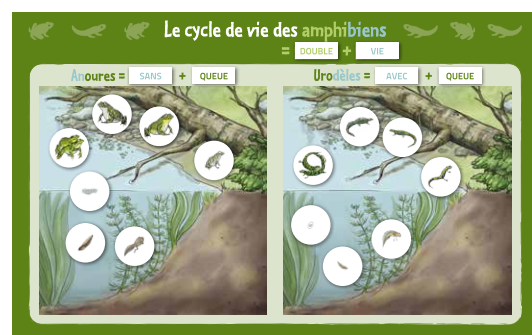 Le cycle de vie des amphibiens
= DOUBLE + VIE
Anoures = SANS + QUEUE
Urodèles = AVEC + QUEUE